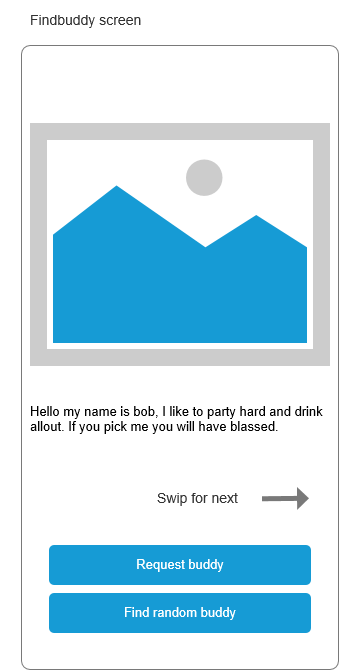 Findbuddy screen
Hello my name is bob, I like to party hard and drink
allout. If you pick me you will have blassed.
Swip for next
Request buddy
Find random buddy